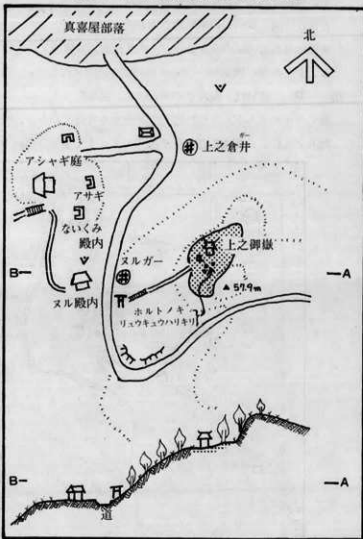 真喜屋部落
北
上之倉井
ガー
アシャギ庭
アサギ
ないくみ
殿内
ヌルガー
上之御嶽
B
A
ヌル殿内
57.9m
ホルトノキ
リュウキュウハリキリ
B
A
道